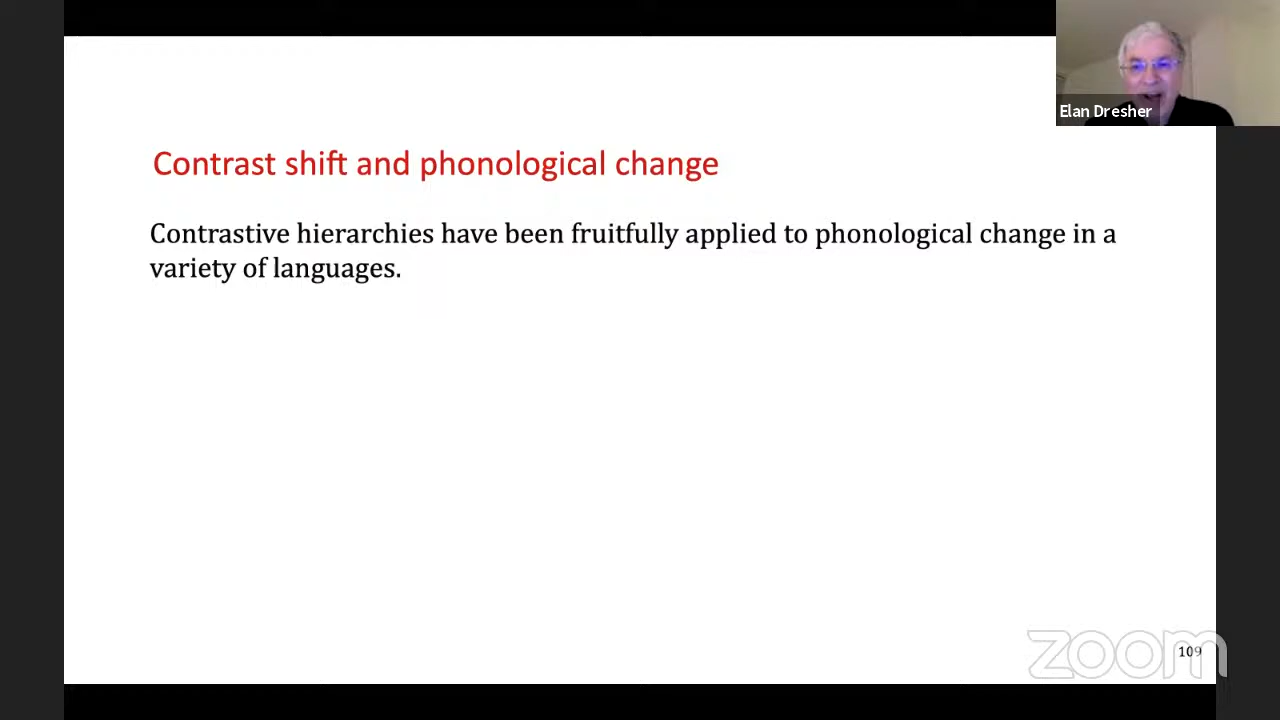 Elan Dresher
Contrast shift and phonological change
Contrastive hierarchies have been fruitfully applied to phonological change in a
variety of languages.
zoom
109